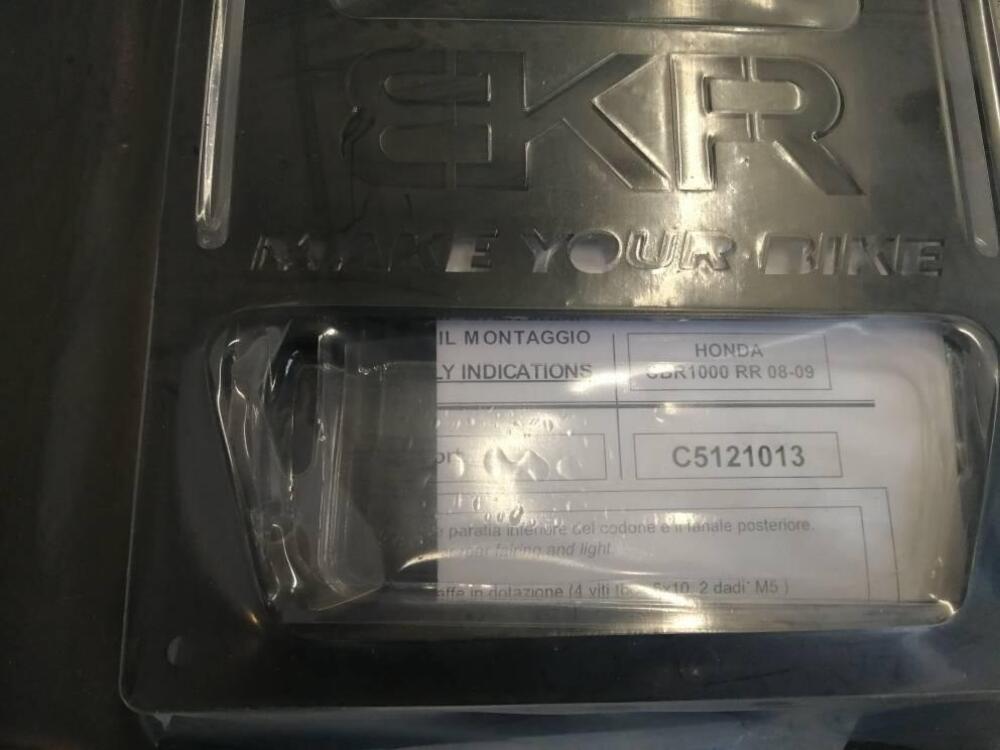 EKR
MAKE YOUR BIKE
IL MONTAGGIO
LY INDICATIONS
HONDA
CBR1000 RR 08-09
C5121013
paratia inferiore del codone e il fanale posteriore.
fairing and light.
in dotazione (4 viti 2 dadi M5 )